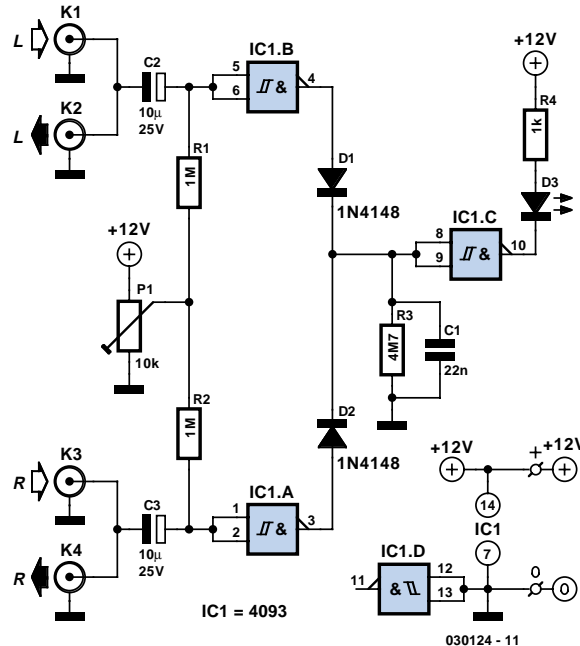 K1
L
K2
L
C2
10µ
25V
IC1.B
5
6
&
4
R1
1M
D1
1N4148
+12V
P1
10k
R2
1M
+12V
R4
1k
D3
IC1.C
8
9
&
10
R3
4M7
C1
22n
D2
1N4148
K3
R
K4
R
C3
10µ
25V
IC1.A
1
2
&
3
IC1 = 4093
+12V
+
+12V
14
IC1
7
IC1.D
11
&
12
13
0
0
030124 - 11